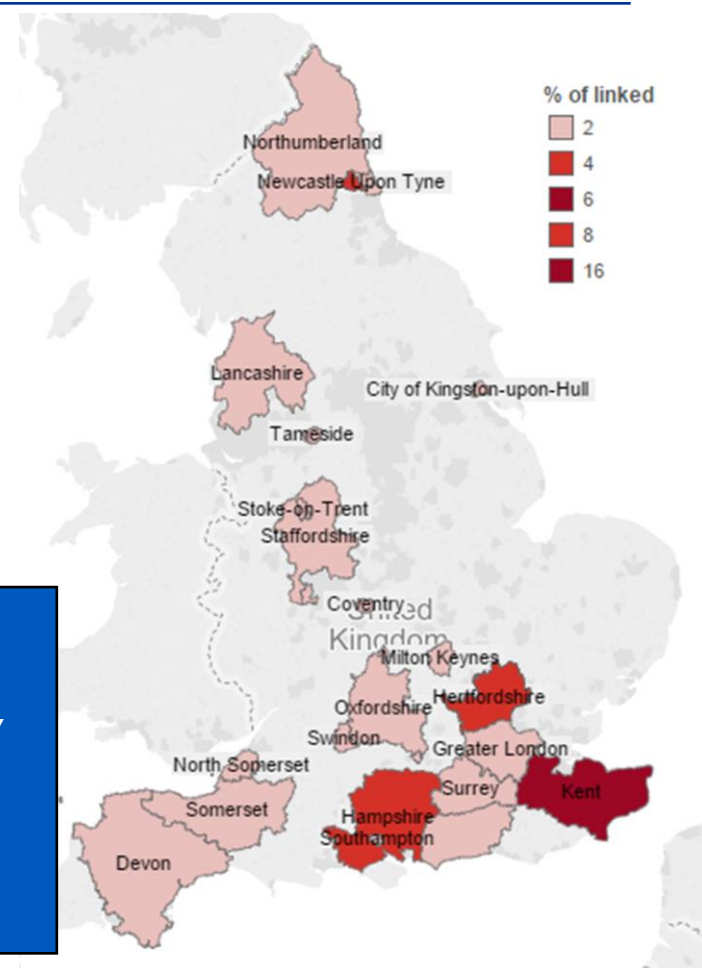 % of linked
2
4
6
8
16
Northumberland
Newcastle Upon Tyne
Lancashire
City of Kingston-upon-Hull
Tameside
Stoke-on-Trent
Staffordshire
Coventry
United
Kingdom
Milton Keynes
Hertfordshire
Oxfordshire
Swindon
Greater London
North Somerset
Surrey
Kent
Somerset
Hampshire
Southampton
Devon